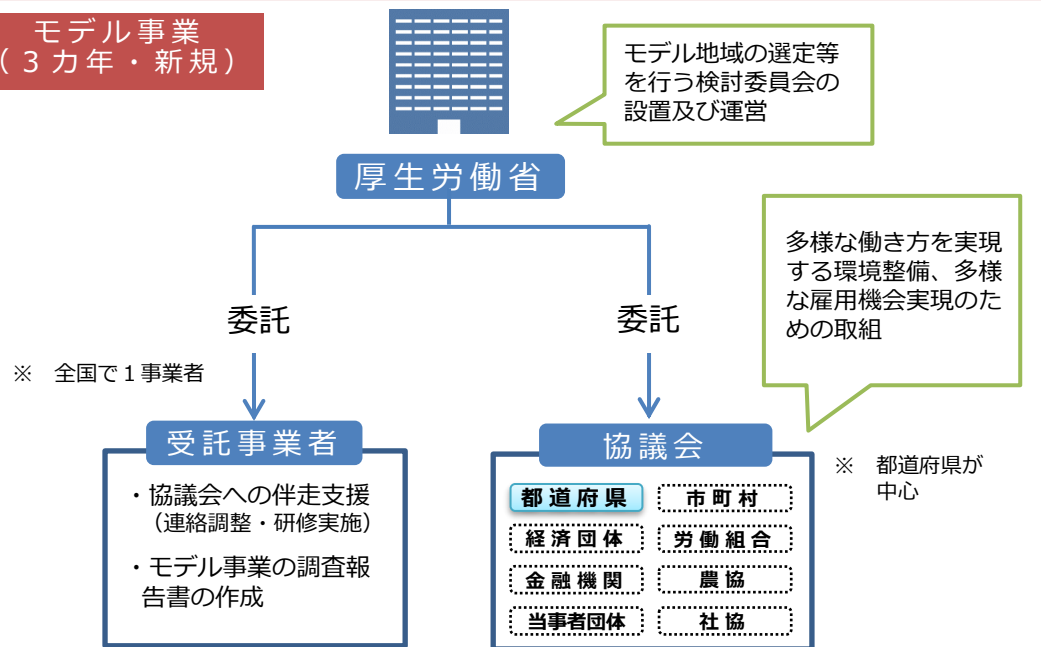 モデル事業
（３カ年・新規）
モデル地域の選定等
を行う検討委員会の
設置及び運営
厚生労働省
多様な働き方を実現
する環境整備、多様
な雇用機会実現のた
めの取組
委託
委託
※　全国で１事業者
受託事業者
・協議会への伴走支援
（連絡調整・研修実施）
・モデル事業の調査報
告書の作成
協議会
※　都道府県が
中心
都道府県
市町村
経済団体
労働組合
金融機関
農協
当事者団体
社協